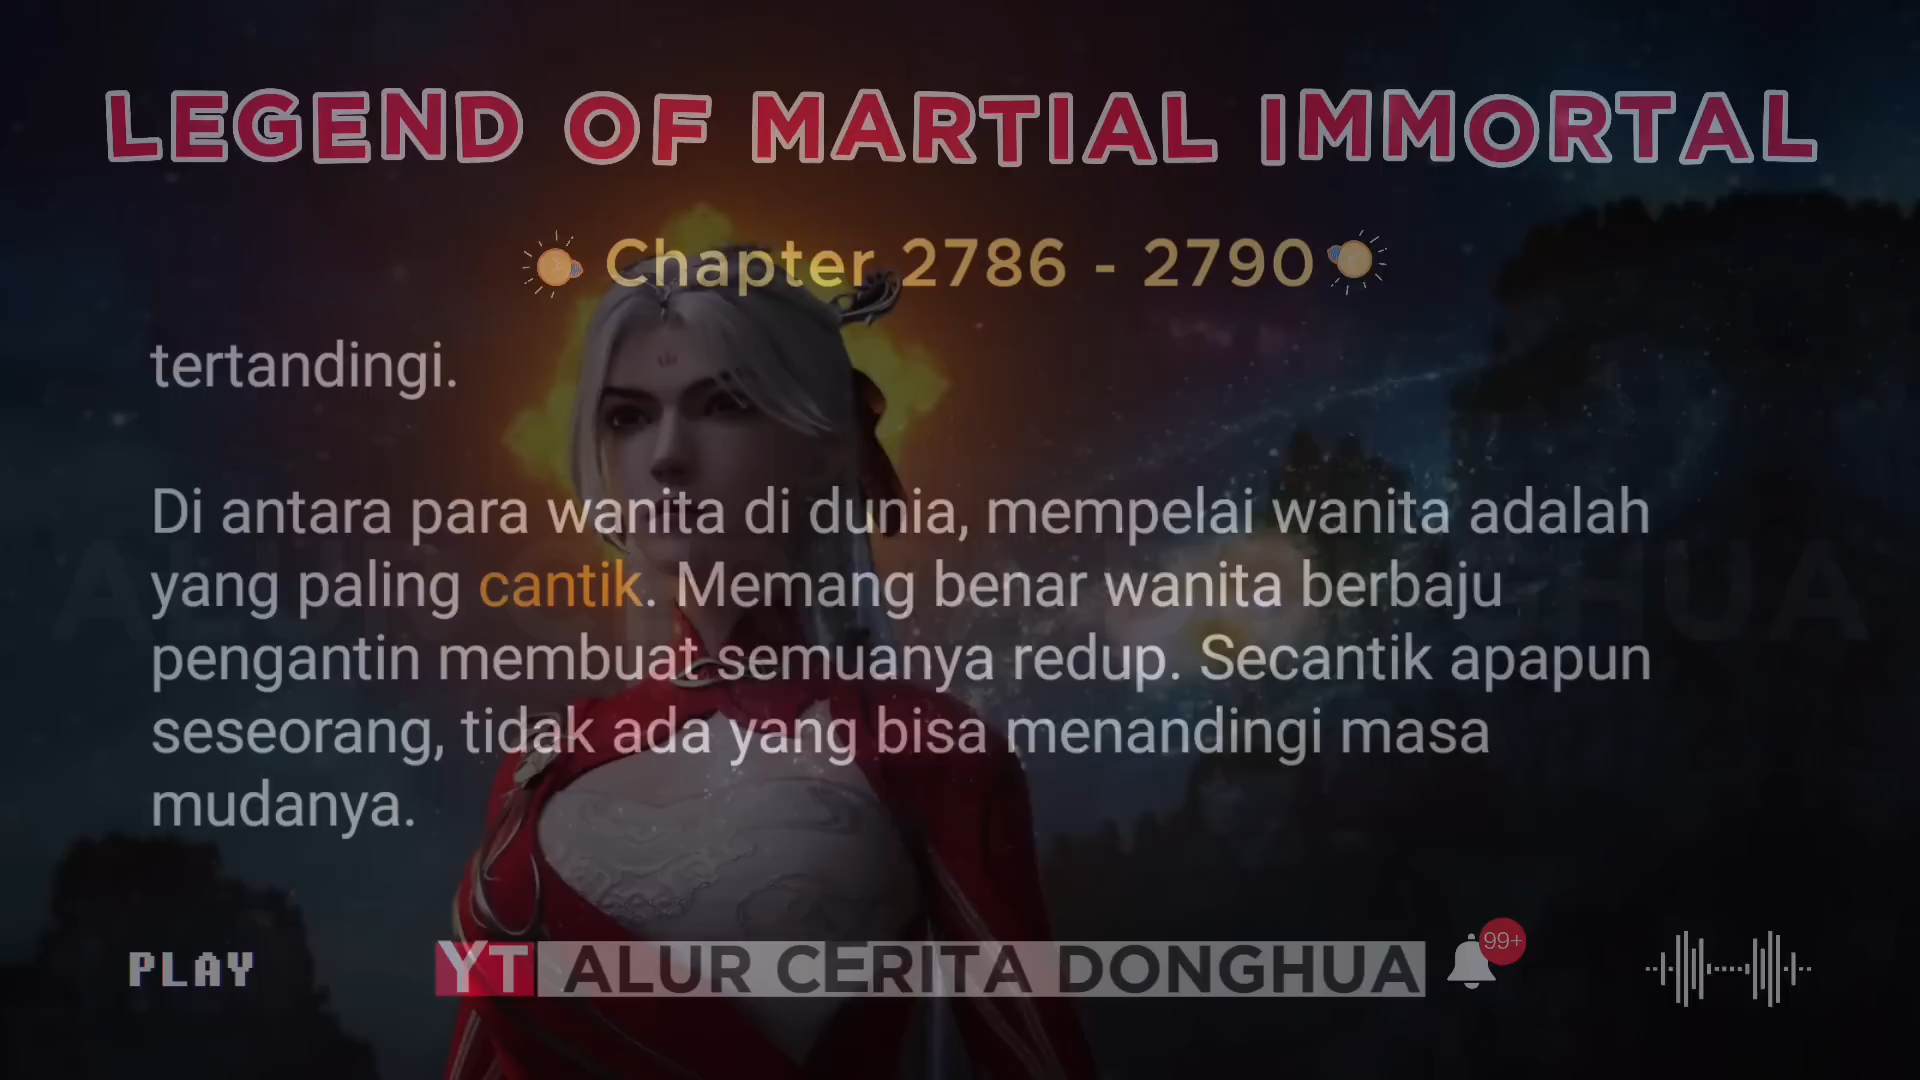 LEGEND OF MARTIAL IMMORTAL
Chapter 2786 - 2790
tertandingi.
Di antara para wanita di dunia, mempelai wanita adalah
yang paling cantik. Memang benar wanita berbaju
pengantin membuat semuanya redup. Secantik apapun
seseorang, tidak ada yang bisa menandingi masa
mudanya.
PLAY
YT ALUR CERITA DONGHUA
99+